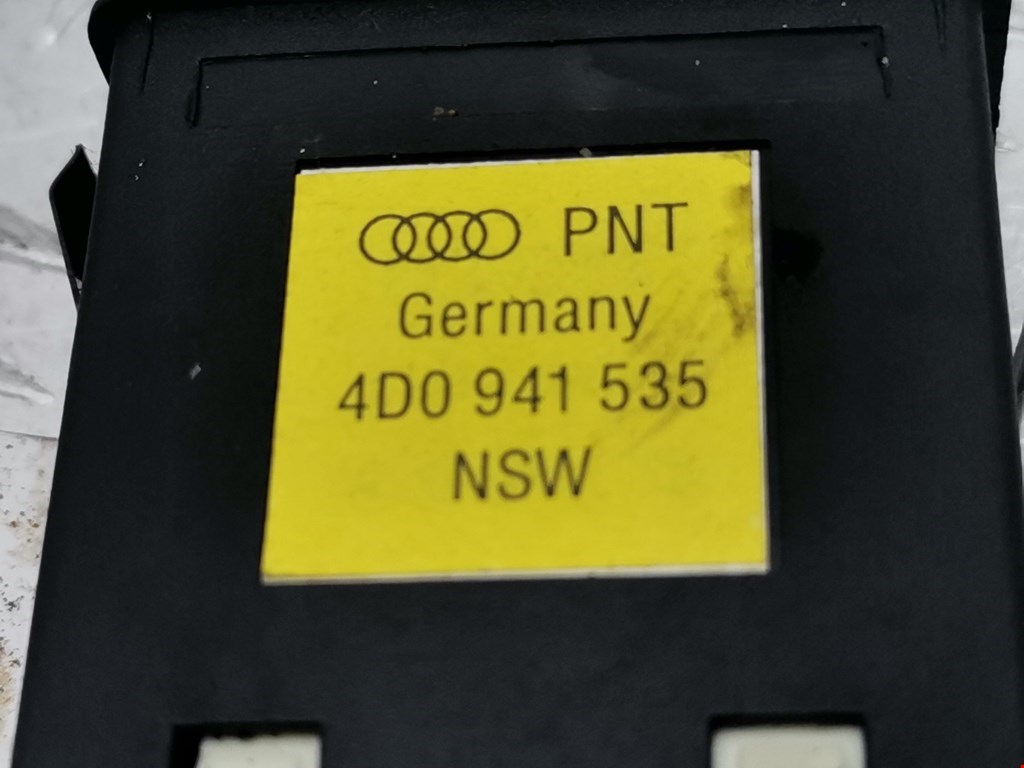 PNT
Germany
4D0 941 535
NSW